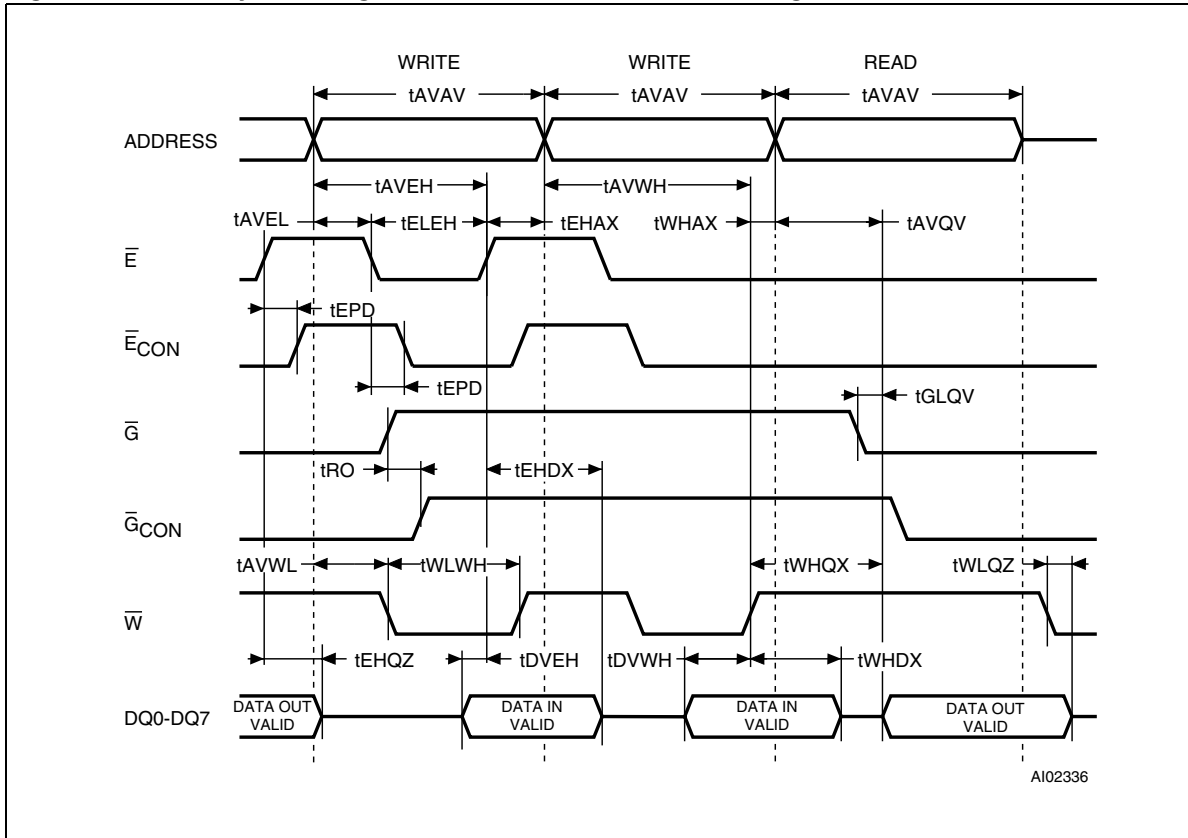 WRITE WRITE READ
tAVAV tAVAV tAVAV
ADDRESS
tAVEH tAVWH
tAVEL tELEH tEHAX tWHAX tAVQV
E̅
tEPD
E̅CON
tEPD tGLQV
G̅
tRO tEHDX
G̅CON
tAVWL tWLWH tWHQX tWLQZ
W̅
tEHQZ tDVEH tDVWH tWHDX
DQ0-DQ7
DATA OUT VALID
DATA IN VALID
DATA IN VALID
DATA OUT VALID
AI02336